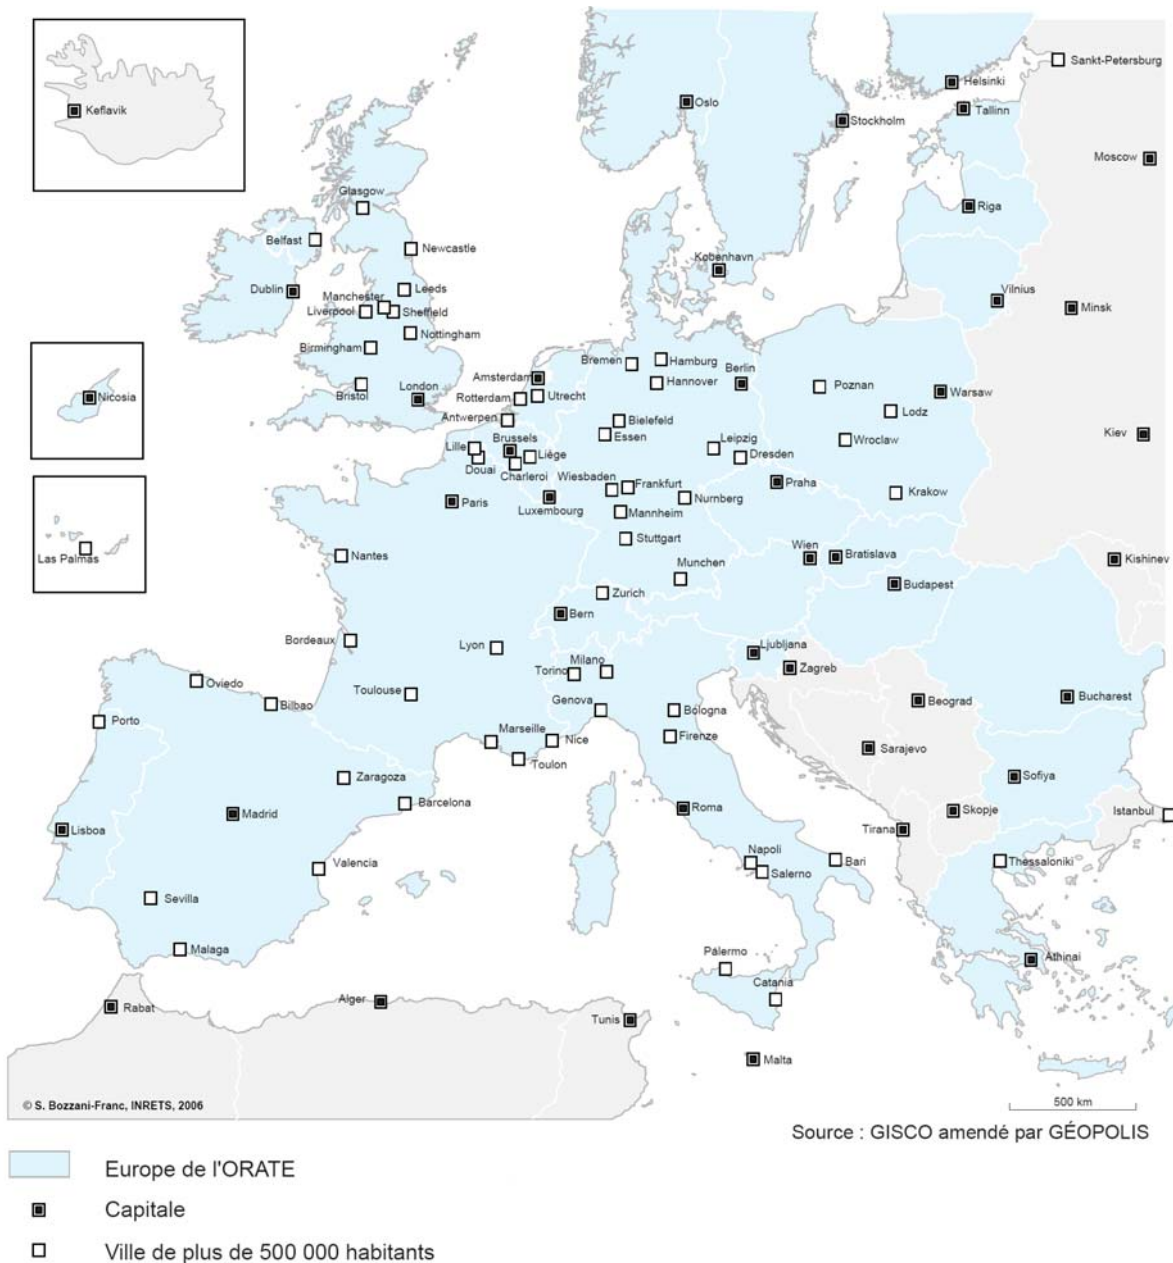 Sankt-Petersburg
Helsinki
Keflavik
Oslo
Tallinn
Stockholm
Moscow
Glasgow
Riga
Belfast
Newcastle
København
Dublin
Leeds
Manchester
Vilnius
Liverpool
Sheffield
Minsk
Nottingham
Birmingham
Bremen
Hamburg
Amsterdam
Hannover
Berlin
Poznan
Warsaw
Nicosia
Bristol
London
Rotterdam
Utrecht
Lodz
Antwerpen
Bielefeld
Kiev
Essen
Brussels
Leipzig
Wroclaw
Lille
Liège
Dresden
Douai
Charleroi
Wiesbaden
Frankfurt
Praha
Krakow
Paris
Luxembourg
Nurnberg
Mannheim
Stuttgart
Wien
Las Palmas
Nantes
Bratislava
Kishinev
Munchen
Budapest
Zurich
Bern
Bordeaux
Lyon
Ljubljana
Milano
Torino
Zagreb
Oviedo
Toulouse
Bilbao
Genova
Bologna
Beograd
Bucharest
Porto
Marseille
Nice
Firenze
Sarajevo
Toulon
Zaragoza
Sofiya
Barcelona
Madrid
Roma
Skopje
Istanbul
Lisboa
Tirana
Napoli
Bari
Thessaloniki
Valencia
Salerno
Sevilla
Malaga
Pálermo
Athinai
Catania
Rabat
Alger
Tunis
Malta
© S. Bozzani-Franc, INRETS, 2006
500 km
Source : GISCO amendé par GÉOPOLIS
Europe de l'ORATE
Capitale
Ville de plus de 500 000 habitants